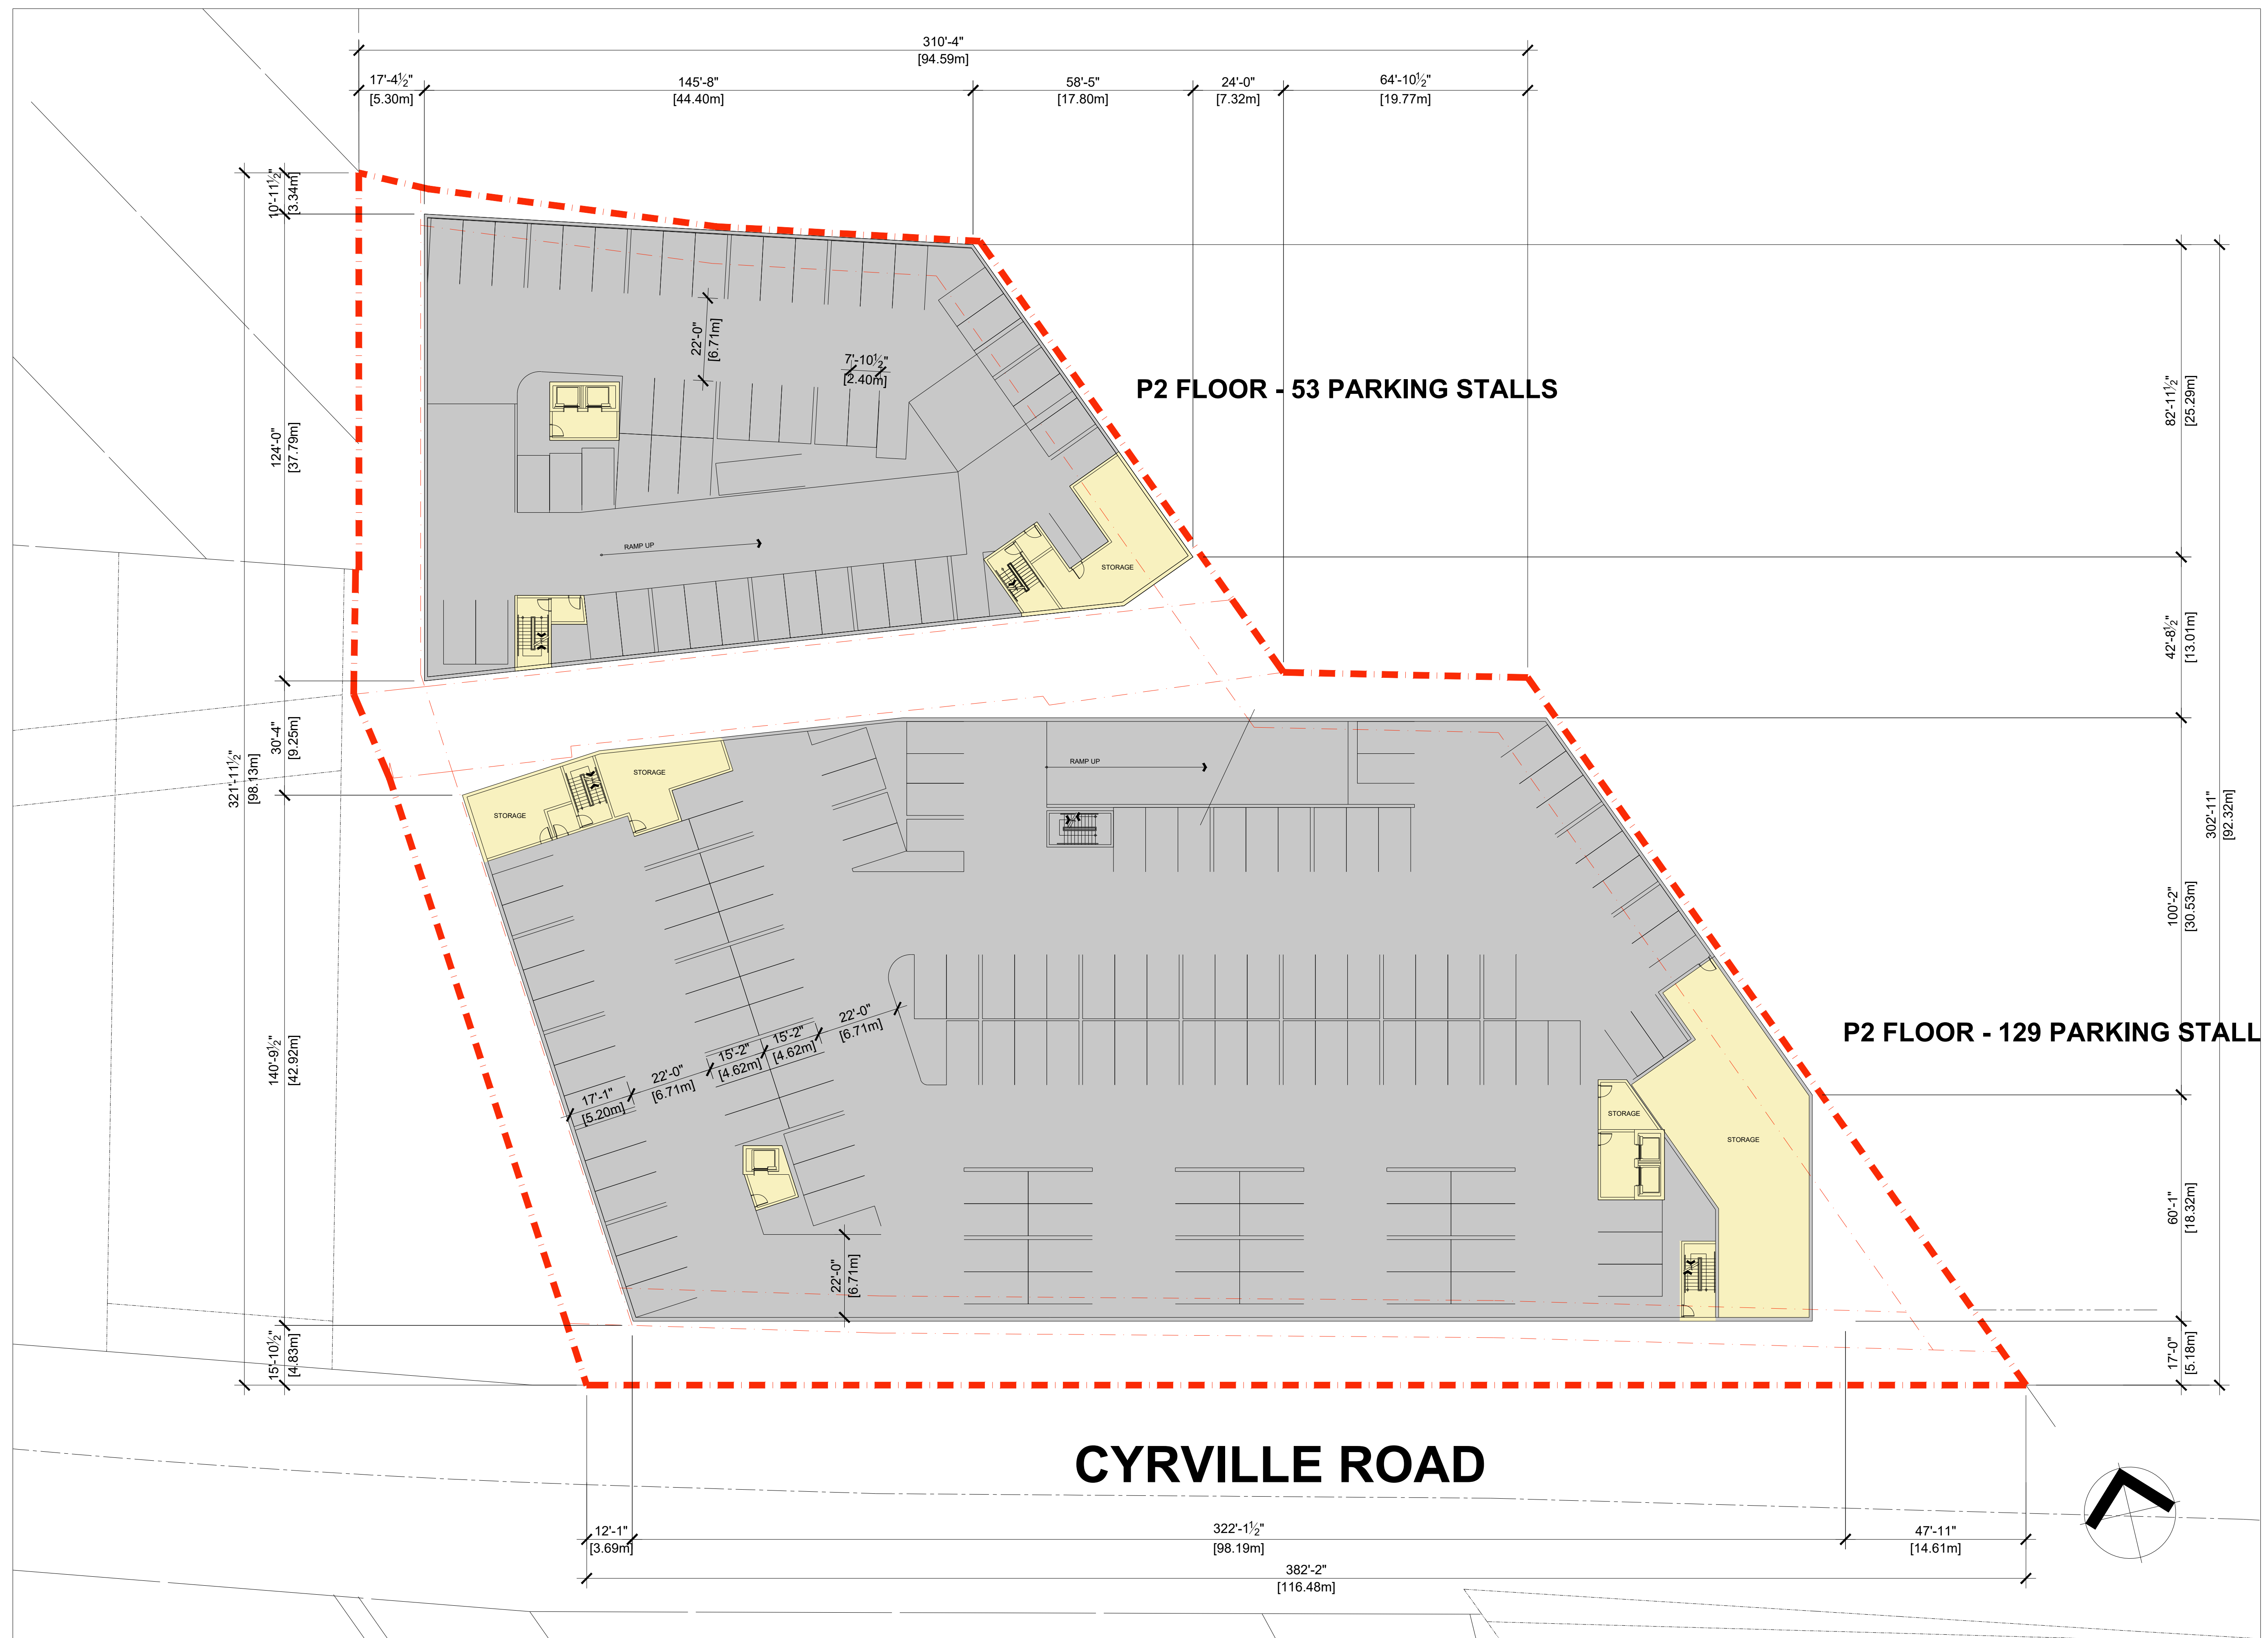 310'-4"
[94.59m]
17'-4½"
[5.30m]
145'-8"
[44.40m]
58'-5"
[17.80m]
24'-0"
[7.32m]
64'-10½"
[19.77m]
10'-11½"
[3.34m]
124'-0"
[37.79m]
30'-4"
[9.25m]
321'-11½"
[98.13m]
140'-9½"
[42.92m]
15'-10½"
[4.83m]
22'-0"
[6.71m]
7'-10½"
[2.40m]
P2 FLOOR - 53 PARKING STALLS
RAMP UP
STORAGE
82'-11½"
[25.29m]
42'-8½"
[13.01m]
302'-11"
[92.32m]
100'-2"
[30.53m]
60'-1"
[18.32m]
17'-0"
[5.18m]
STORAGE
STORAGE
RAMP UP
17'-1"
[5.20m]
22'-0"
[6.71m]
15'-2"
[4.62m]
15'-2"
[4.62m]
22'-0"
[6.71m]
P2 FLOOR - 129 PARKING STALL
STORAGE
STORAGE
22'-0"
[6.71m]
CYRVILLE ROAD
12'-1"
[3.69m]
322'-1½"
[98.19m]
47'-11"
[14.61m]
382'-2"
[116.48m]